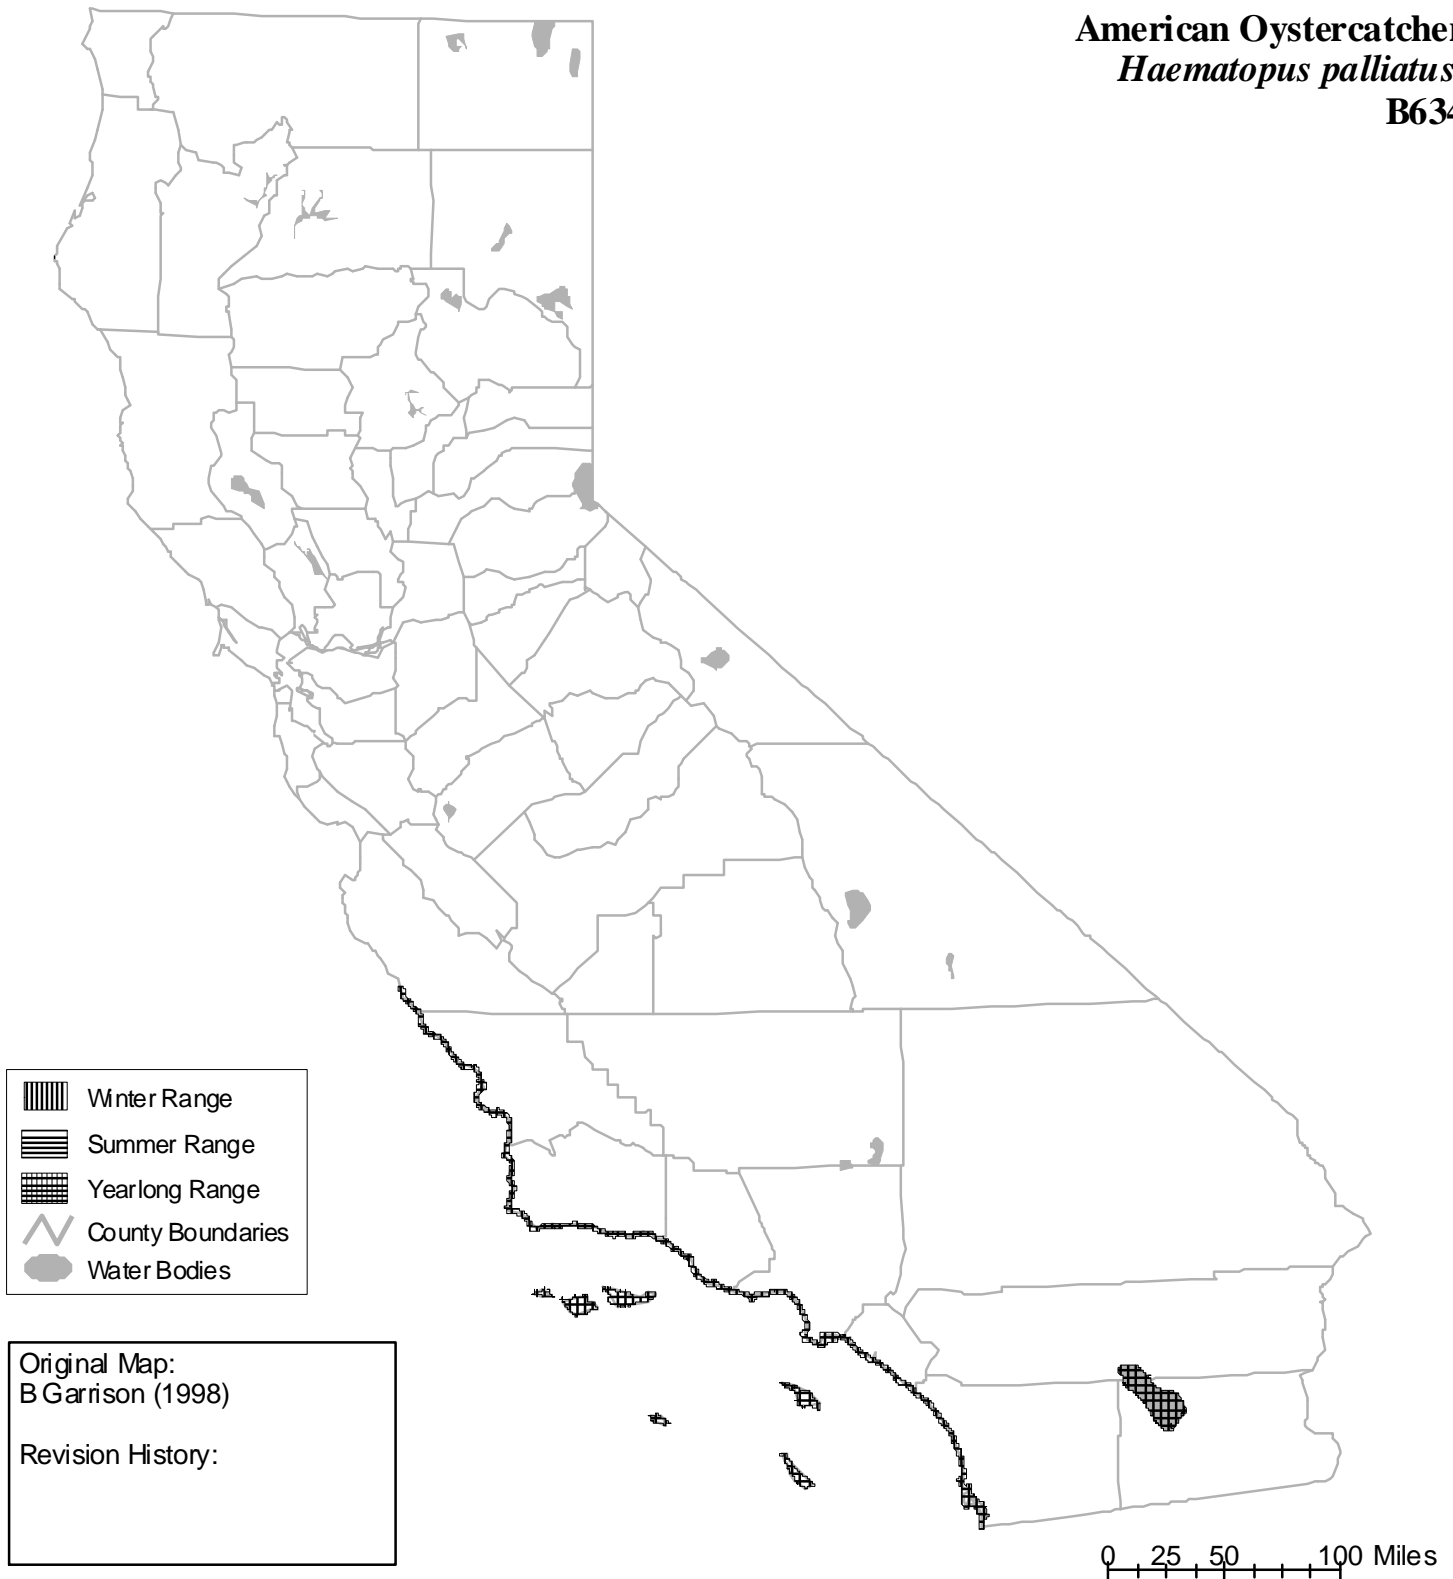 American Oystercatcher
Haematopus palliatus
B634
Winter Range
Summer Range
Yearlong Range
County Boundaries
Water Bodies
Original Map:
B Garrison (1998)
Revision History:
0 25 50 100 Miles